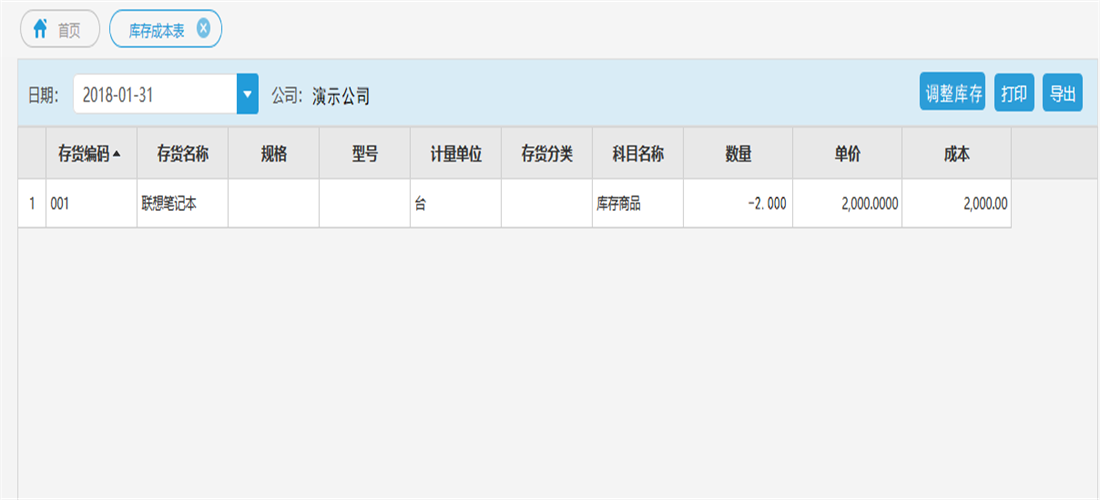 首页 库存成本表
日期: 2018-01-31 公司: 演示公司 调整库存 打印 导出
存货编码 存货名称 规格 型号 计量单位 存货分类 科目名称 数量 单价 成本
1 001 联想笔记本 台 库存商品 -2.000 2,000.0000 2,000.00